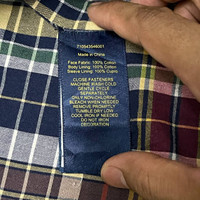 Made in China
Face Fabric: 100% Cotton
Body Lining: 100% Cotton
Sleeve Lining: 100% Cupro
CLOSE FASTENERS
MACHINE WASH COLD
GENTLE CYCLE
SEPARATELY
ONLY NON-CHLORINE
BLEACH WHEN NEEDED
REMOVE PROMPTLY
TUMBLE DRY LOW
COOL IRON IF NEEDED
DO NOT IRON
DECORATION